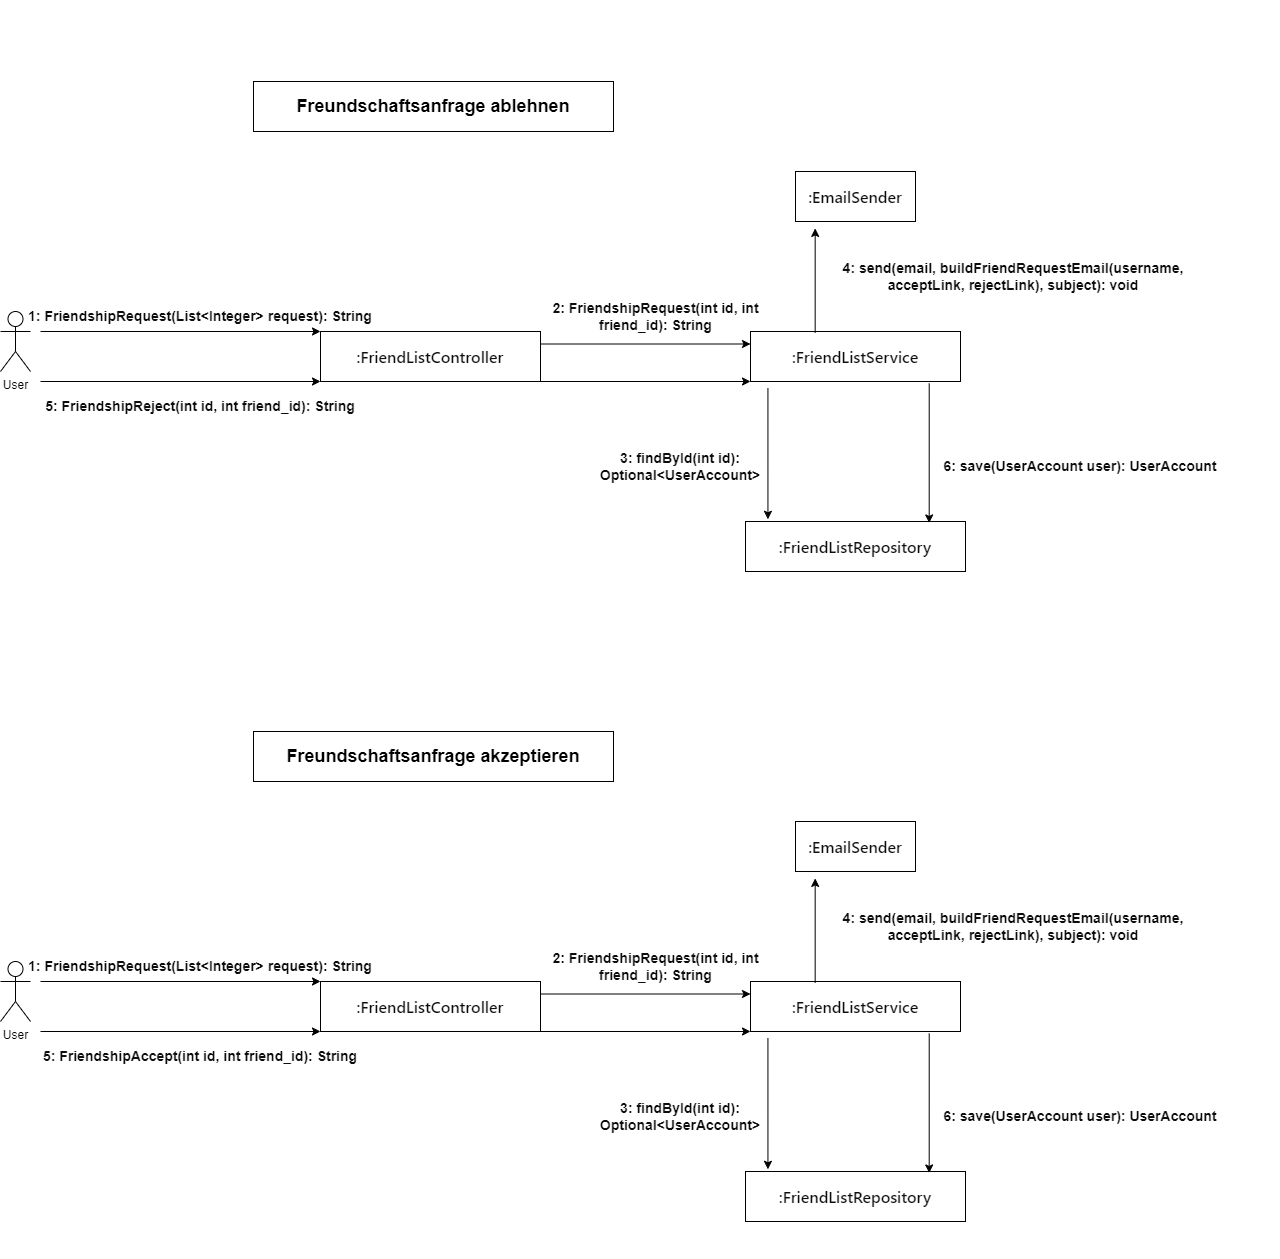 Freundschaftsanfrage ablehnen
:EmailSender
4: send(email, buildFriendRequestEmail(username,
acceptLink, rejectLink), subject): void
1: FriendshipRequest(List<Integer> request): String
2: FriendshipRequest(int id, int
friend_id): String
:FriendListController
:FriendListService
User
5: FriendshipReject(int id, int friend_id): String
3: findById(int id):
Optional<UserAccount>
6: save(UserAccount user): UserAccount
:FriendListRepository
Freundschaftsanfrage akzeptieren
:EmailSender
4: send(email, buildFriendRequestEmail(username,
acceptLink, rejectLink), subject): void
1: FriendshipRequest(List<Integer> request): String
2: FriendshipRequest(int id, int
friend_id): String
:FriendListController
:FriendListService
User
5: FriendshipAccept(int id, int friend_id): String
3: findById(int id):
Optional<UserAccount>
6: save(UserAccount user): UserAccount
:FriendListRepository